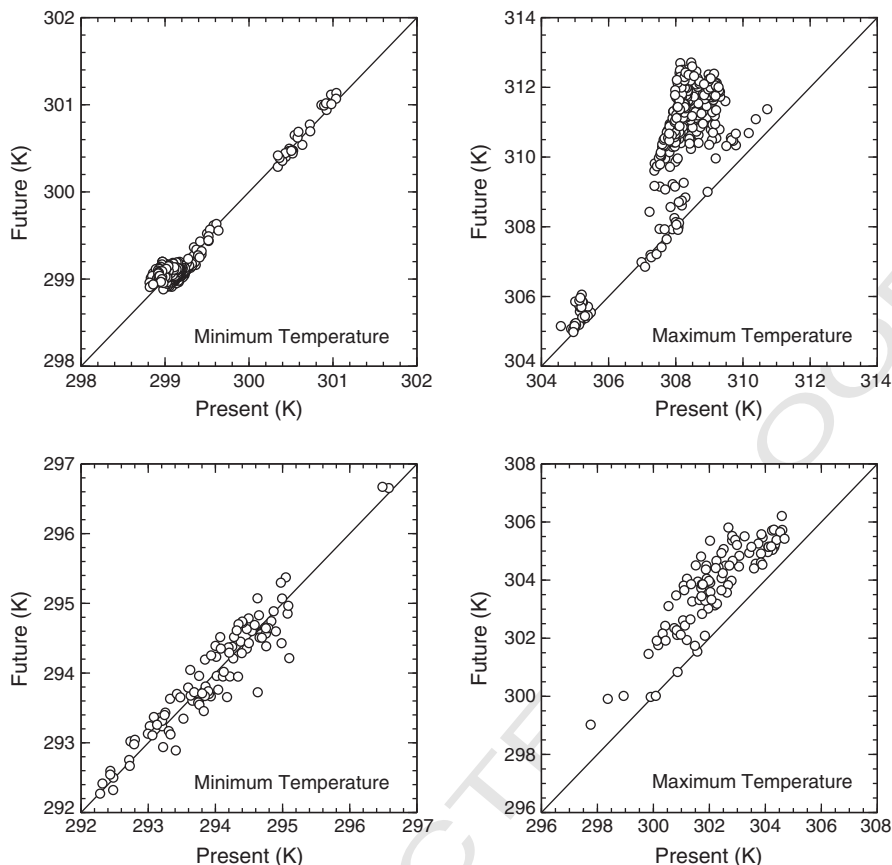 302
301
300
299
298
Future (K)
Minimum Temperature
298 299 300 301 302
Present (K)
314
312
310
308
306
304
Future (K)
Maximum Temperature
304 306 308 310 312 314
Present (K)
297
296
295
294
293
292
Future (K)
Minimum Temperature
292 293 294 295 296 297
Present (K)
308
306
304
302
300
298
296
Future (K)
Maximum Temperature
296 298 300 302 304 306 308
Present (K)